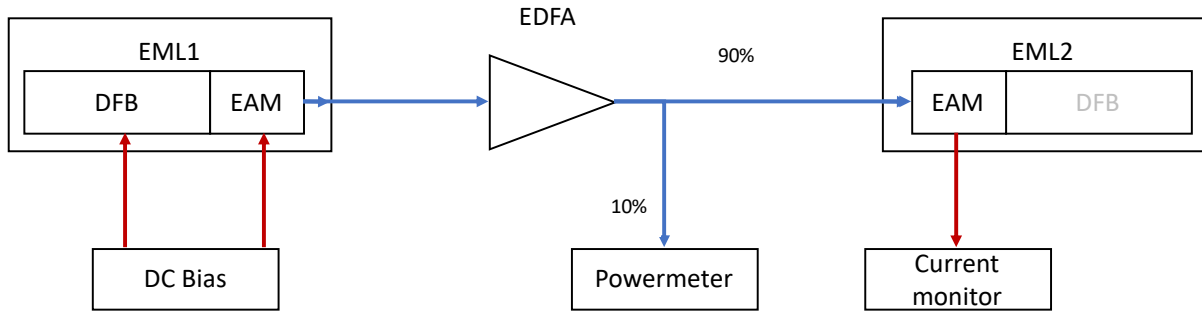 EDFA
EML1
90%
EML2
DFB
EAM
EAM
DFB
10%
DC Bias
Powermeter
Current
monitor